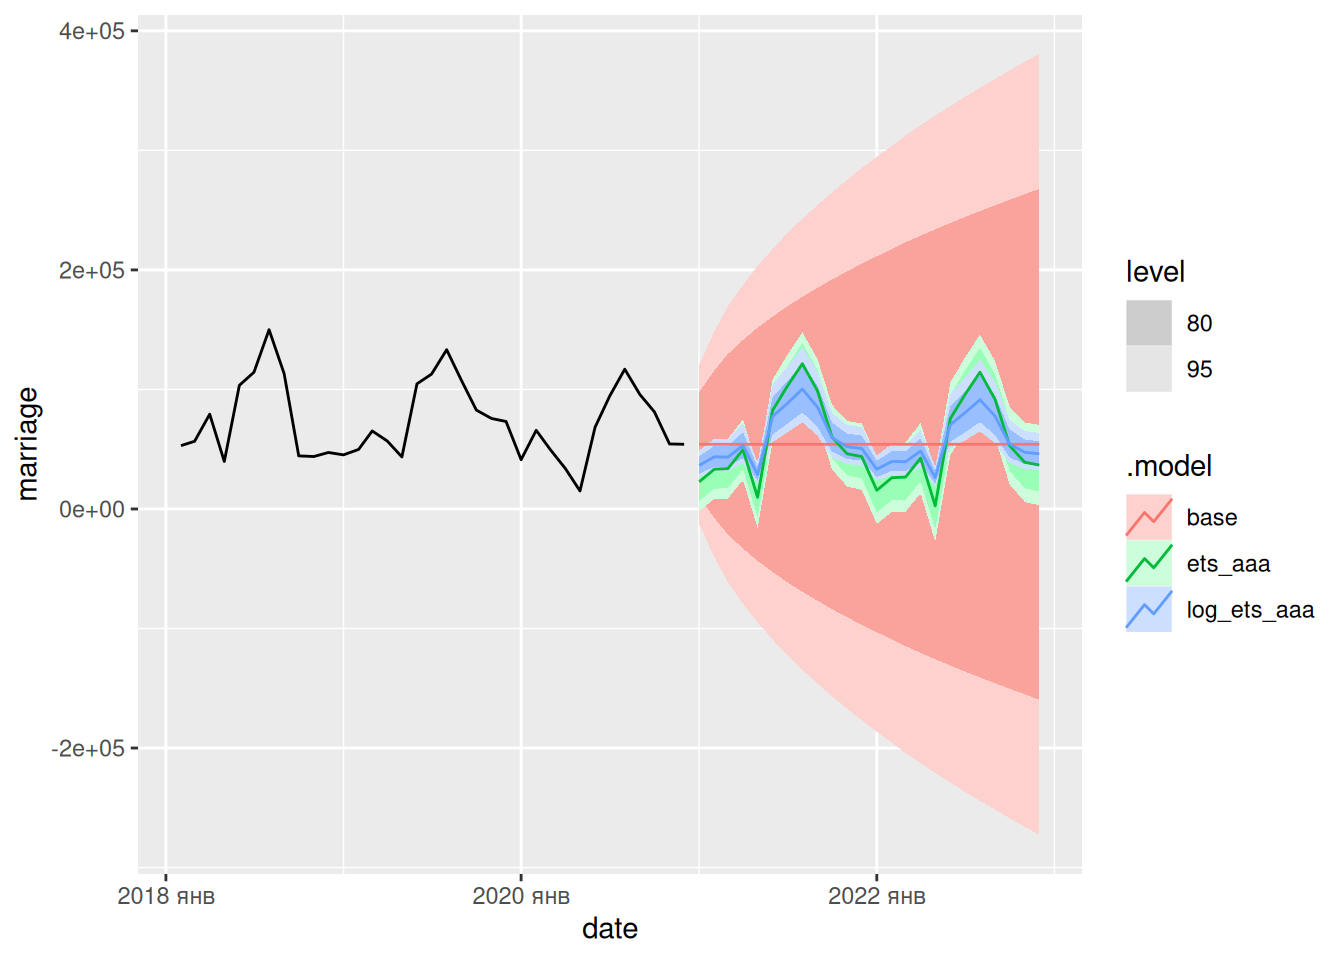 4e+05
2e+05
0e+00
-2e+05
marriage
2018 янв
2020 янв
2022 янв
date
level
80
95
.model
base
ets_aaa
log_ets_aaa